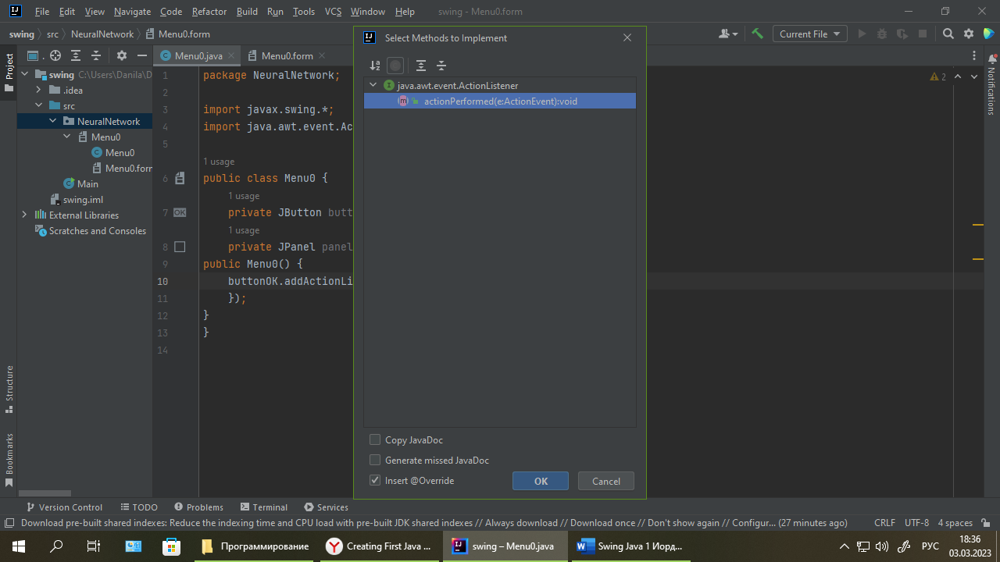 File Edit View Navigate Code Refactor Build Run Tools VCS Window Help swing - Menu0.form
swing src NeuralNetwork Menu0.form
Current File
Select Methods to Implement
java.awt.event.ActionListener
actionPerformed(e:ActionEvent):void
Copy JavaDoc
Generate missed JavaDoc
Insert @Override
OK Cancel
Project
Structure
Bookmarks
Notifications
swing C:\Users\Danila\D
.idea
src
NeuralNetwork
Menu0
Menu0
Menu0.form
Main
swing.iml
External Libraries
Scratches and Consoles
Menu0.java Menu0.form
2
1 package NeuralNetwork;
2
3 import javax.swing.*;
4 import java.awt.event.Ac
5
1 usage
6 public class Menu0 {
1 usage
7 OK private JButton butt
1 usage
8 private JPanel panel
9 public Menu0() {
10 buttonOK.addActionLi
11 });
12 }
13 }
14
Version Control TODO Problems Terminal Services
Download pre-built shared indexes: Reduce the indexing time and CPU load with pre-built JDK shared indexes // Always download // Download once // Don't show again // Configur... (27 minutes ago) CRLF UTF-8 4 spaces
Программирование Creating First Java ... swing – Menu0.java Swing Java 1 Иорд... РУС 18:36
03.03.2023